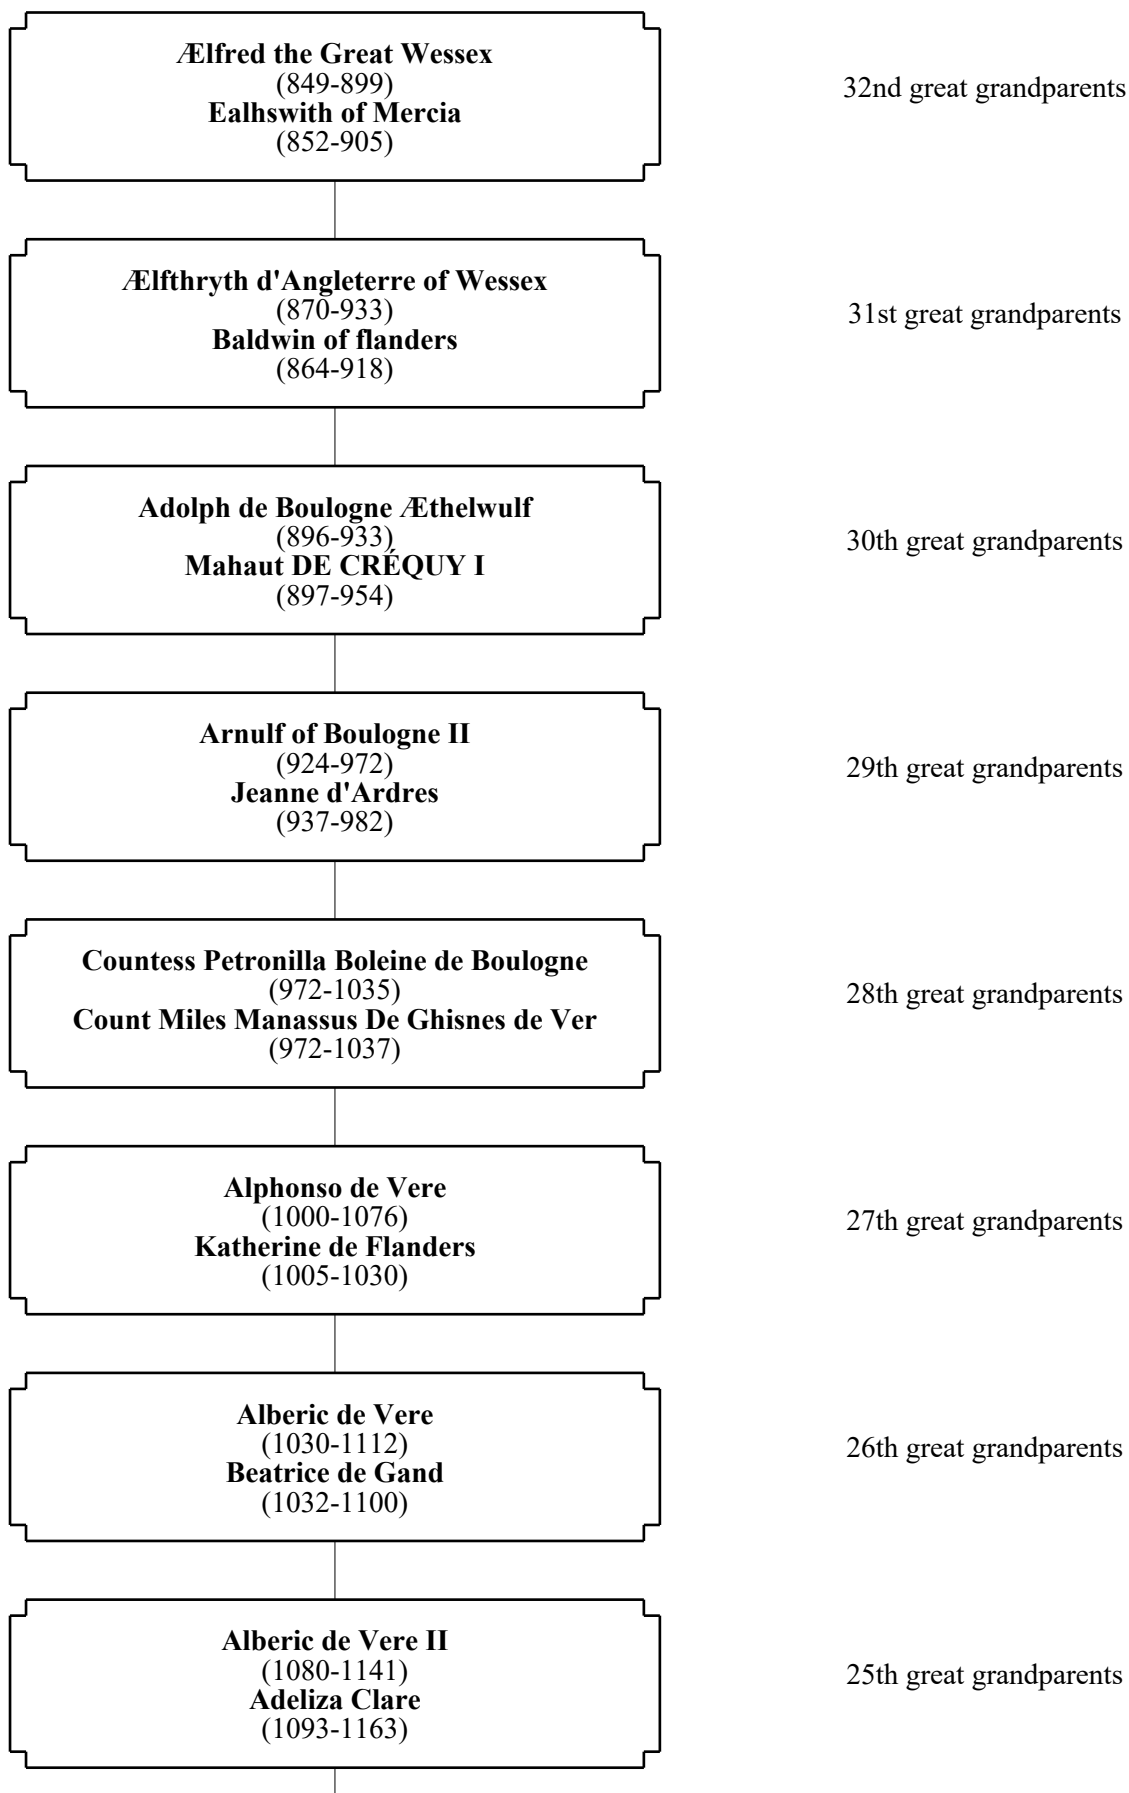 Ælfred the Great Wessex
(849-899)
Ealhswith of Mercia
(852-905)
32nd great grandparents
Ælfthryth d'Angleterre of Wessex
(870-933)
Baldwin of flanders
(864-918)
31st great grandparents
Adolph de Boulogne Æthelwulf
(896-933)
Mahaut DE CRÉQUY I
(897-954)
30th great grandparents
Arnulf of Boulogne II
(924-972)
Jeanne d'Ardres
(937-982)
29th great grandparents
Countess Petronilla Boleine de Boulogne
(972-1035)
Count Miles Manassus De Ghisnes de Ver
(972-1037)
28th great grandparents
Alphonso de Vere
(1000-1076)
Katherine de Flanders
(1005-1030)
27th great grandparents
Alberic de Vere
(1030-1112)
Beatrice de Gand
(1032-1100)
26th great grandparents
Alberic de Vere II
(1080-1141)
Adeliza Clare
(1093-1163)
25th great grandparents